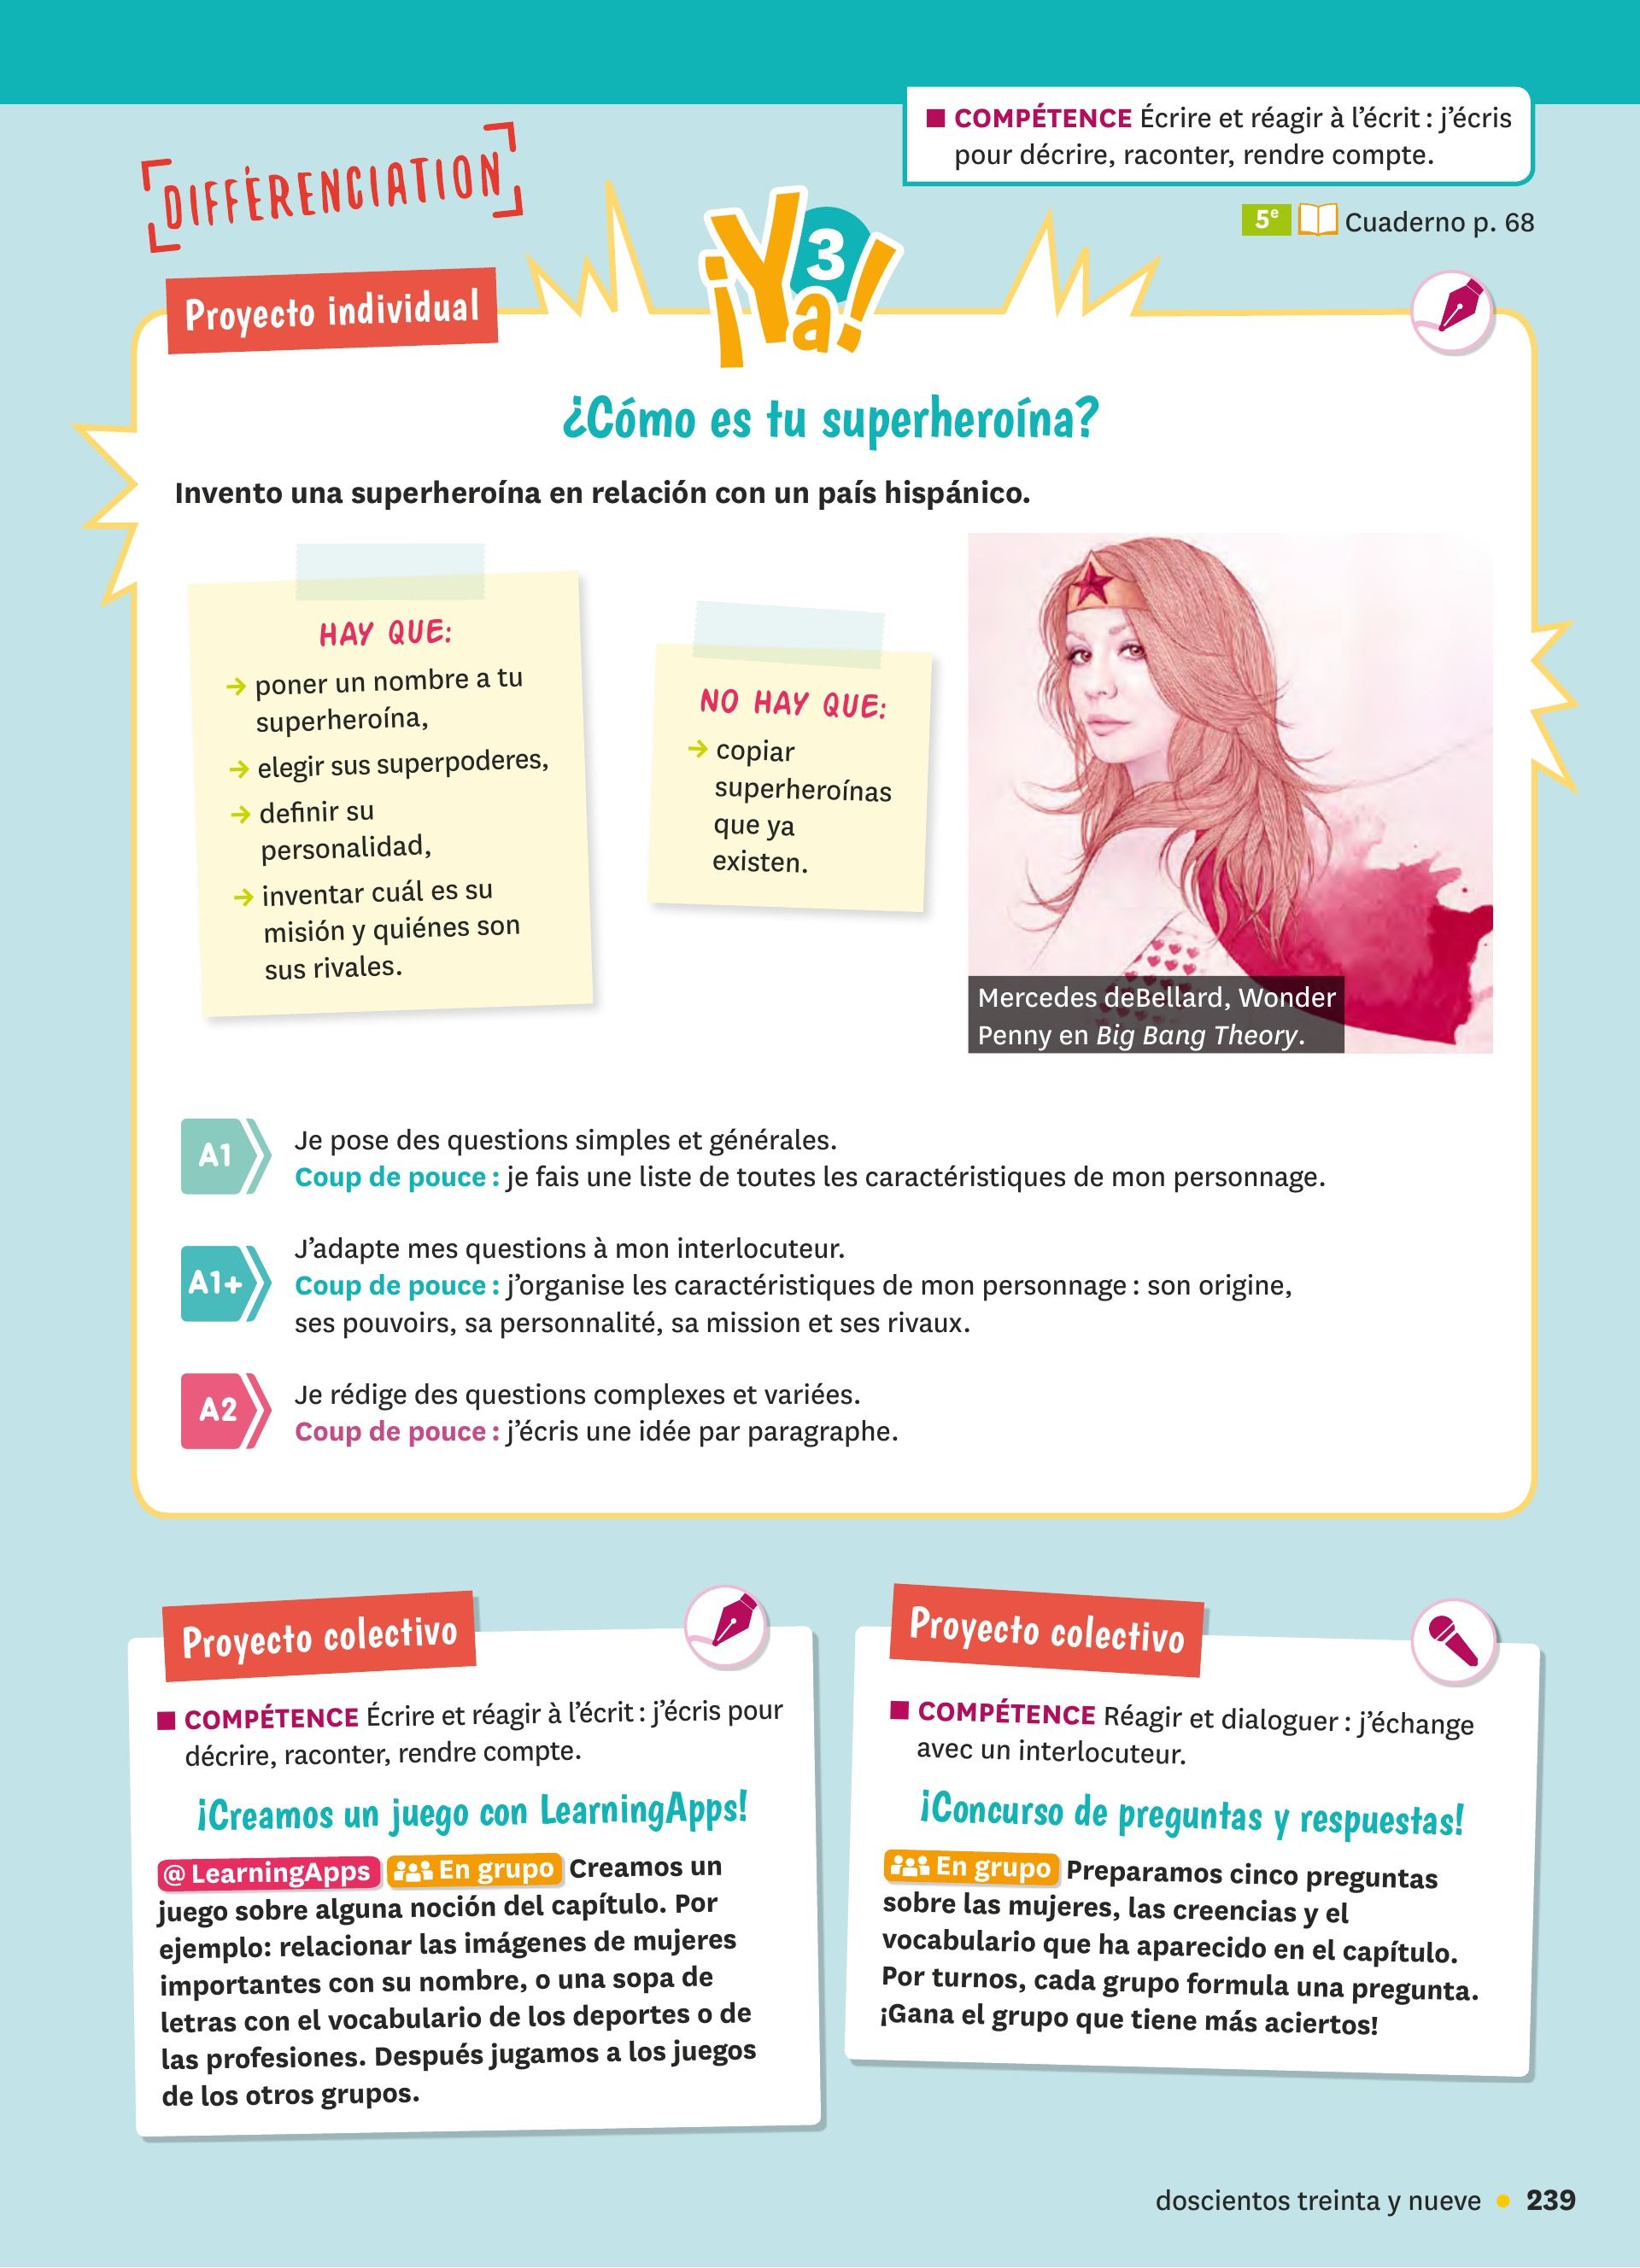 ■ COMPÉTENCE Écrire et réagir à l'écrit : j'écris
pour décrire, raconter, rendre compte.
DIFFÉRENCIATION
5e Cuaderno p. 68
¡Ya! 3
Proyecto individual
¿Cómo es tu superheroína?
Invento una superheroína en relación con un país hispánico.
HAY QUE:
→ poner un nombre a tu
superheroína,
→ elegir sus superpoderes,
→ definir su
personalidad,
→ inventar cuál es su
misión y quiénes son
sus rivales.
NO HAY QUE:
→ copiar
superheroínas
que ya
existen.
Mercedes deBellard, Wonder
Penny en Big Bang Theory.
A1
Je pose des questions simples et générales.
Coup de pouce : je fais une liste de toutes les caractéristiques de mon personnage.
A1+
J'adapte mes questions à mon interlocuteur.
Coup de pouce : j'organise les caractéristiques de mon personnage : son origine,
ses pouvoirs, sa personnalité, sa mission et ses rivaux.
A2
Je rédige des questions complexes et variées.
Coup de pouce : j'écris une idée par paragraphe.
Proyecto colectivo
■ COMPÉTENCE Écrire et réagir à l'écrit : j'écris pour
décrire, raconter, rendre compte.
¡Creamos un juego con LearningApps!
@ LearningApps En grupo Creamos un
juego sobre alguna noción del capítulo. Por
ejemplo: relacionar las imágenes de mujeres
importantes con su nombre, o una sopa de
letras con el vocabulario de los deportes o de
las profesiones. Después jugamos a los juegos
de los otros grupos.
Proyecto colectivo
■ COMPÉTENCE Réagir et dialoguer : j'échange
avec un interlocuteur.
¡Concurso de preguntas y respuestas!
En grupo Preparamos cinco preguntas
sobre las mujeres, las creencias y el
vocabulario que ha aparecido en el capítulo.
Por turnos, cada grupo formula una pregunta.
¡Gana el grupo que tiene más aciertos!
doscientos treinta y nueve • 239